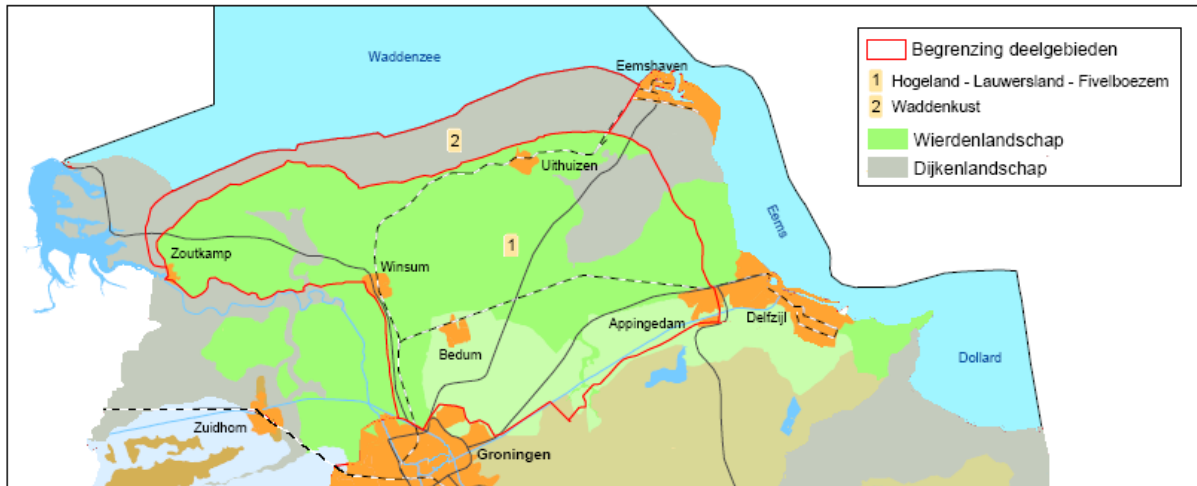 Waddenzee
Eemshaven
Begrenzing deelgebieden
1 Hogeland - Lauwersland - Fivelboezem
2 Waddenkust
Wierdenlandschap
Dijkenlandschap
2
Uithuizen
Eems
1
Zoutkamp
Winsum
Appingedam
Delfzijl
Bedum
Dollard
Zuidhorn
Groningen